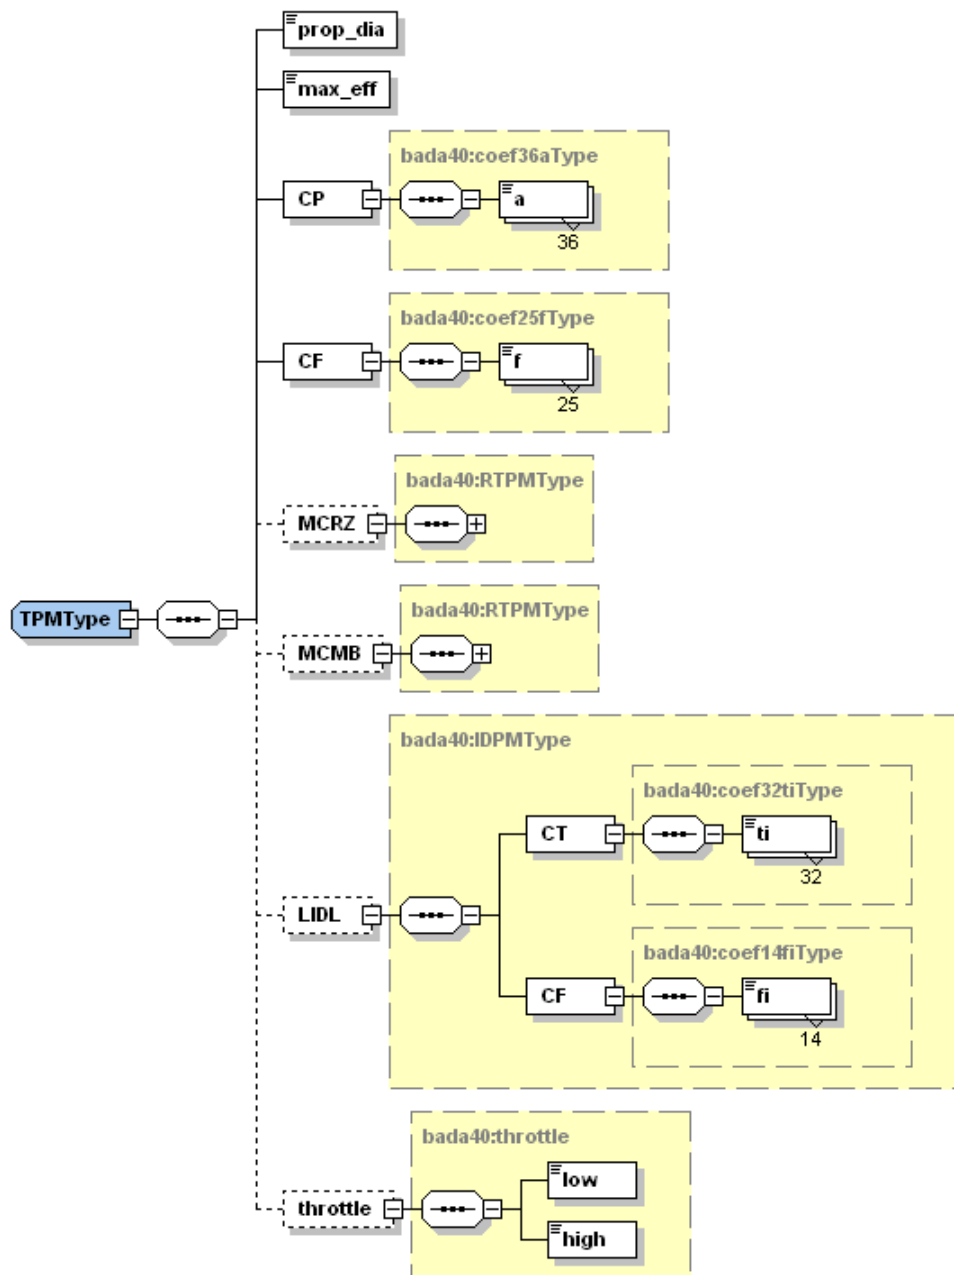 prop_dia
max_eff
bada40:coef36aType
CP
a
36
bada40:coef25fType
CF
f
25
bada40:RTPMType
MCRZ
TPMType
bada40:RTPMType
MCMB
bada40:IDPMType
bada40:coef32tiType
CT
ti
32
LIDL
bada40:coef14fiType
CF
fi
14
bada40:throttle
low
throttle
high